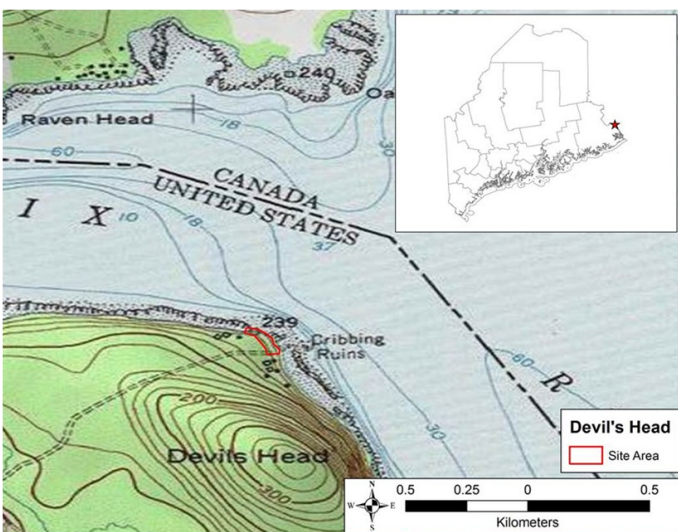 240
Oa
Raven Head
18
30
60
CANADA
UNITED STATES
I X
10
18
37
239
Cribbing
Ruins
60
R
200
Devils Head
30
300
Devil's Head
Site Area
N
W E
S
0.5 0.25 0 0.5
Kilometers